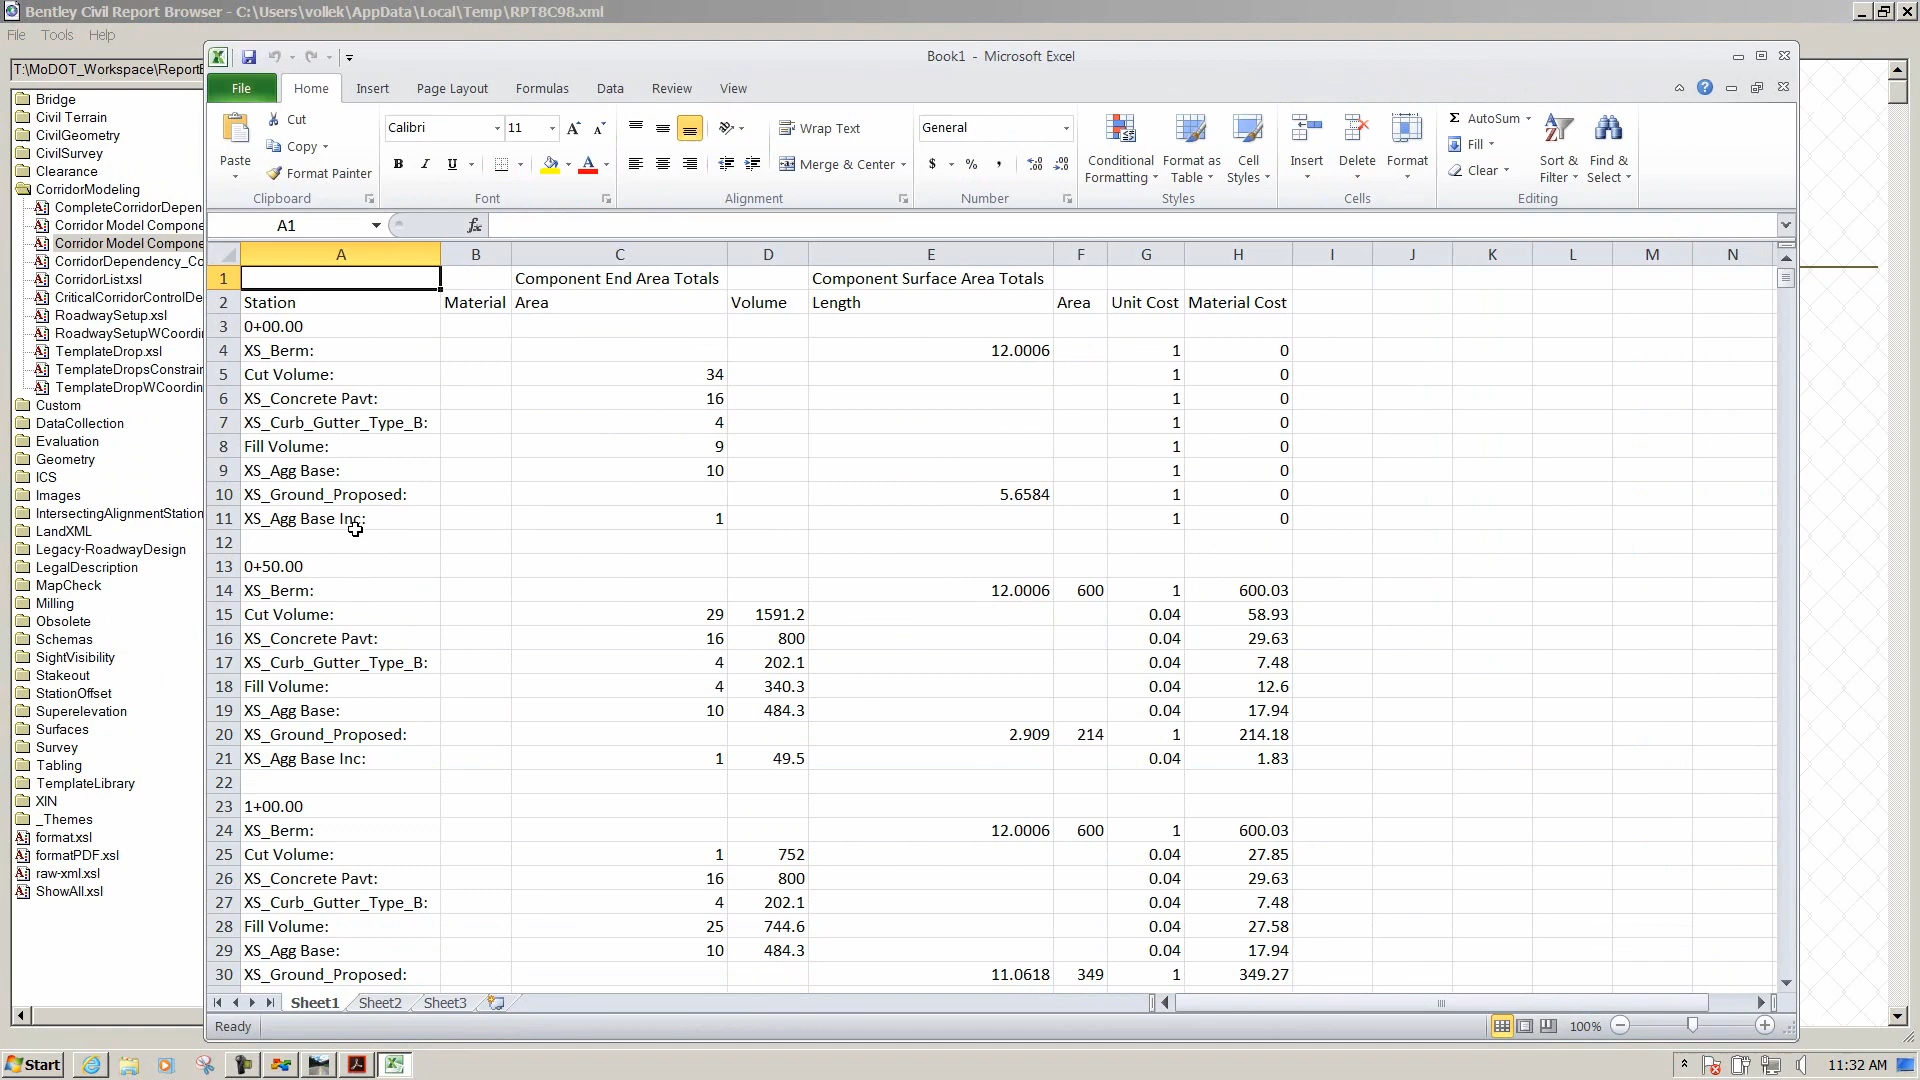 Bentley Civil Report Browser - C:\Users\vollek\AppData\Local\Temp\RPT8C98.xml
File Tools Help
T:\MoDOT_Workspace\ReportB
Bridge
Civil Terrain
CivilGeometry
CivilSurvey
Clearance
CorridorModeling
CompleteCorridorDepen
Corridor Model Compone
Corridor Model Compone
CorridorDependency_Co
CorridorList.xsl
CriticalCorridorControlDe
RoadwaySetup.xsl
RoadwaySetupWCoordin
TemplateDrop.xsl
TemplateDropsConstrain
TemplateDropWCoordin
Custom
DataCollection
Evaluation
Geometry
ICS
Images
IntersectingAlignmentStation
LandXML
Legacy-RoadwayDesign
LegalDescription
MapCheck
Milling
Obsolete
Schemas
SightVisibility
Stakeout
StationOffset
Superelevation
Surfaces
Survey
Tabling
TemplateLibrary
XIN
_Themes
format.xsl
formatPDF.xsl
raw-xml.xsl
ShowAll.xsl
Book1 - Microsoft Excel
File Home Insert Page Layout Formulas Data Review View
Paste
Cut
Copy
Format Painter
Clipboard
Calibri 11
B I U A
Font
Wrap Text
Merge & Center
Alignment
General
$ % ,
Number
Conditional Formatting
Format as Table
Cell Styles
Styles
Insert Delete Format
Cells
AutoSum
Fill
Clear
Sort & Filter
Find & Select
Editing
A1 fx
A B C D E F G H I J K L M N
1 Component End Area Totals Component Surface Area Totals
2 Station Material Area Volume Length Area Unit Cost Material Cost
3 0+00.00
4 XS_Berm: 12.0006 1 0
5 Cut Volume: 34 1 0
6 XS_Concrete Pavt: 16 1 0
7 XS_Curb_Gutter_Type_B: 4 1 0
8 Fill Volume: 9 1 0
9 XS_Agg Base: 10 1 0
10 XS_Ground_Proposed: 5.6584 1 0
11 XS_Agg Base Inc: 1 1 0
12
13 0+50.00
14 XS_Berm: 12.0006 600 1 600.03
15 Cut Volume: 29 1591.2 0.04 58.93
16 XS_Concrete Pavt: 16 800 0.04 29.63
17 XS_Curb_Gutter_Type_B: 4 202.1 0.04 7.48
18 Fill Volume: 4 340.3 0.04 12.6
19 XS_Agg Base: 10 484.3 0.04 17.94
20 XS_Ground_Proposed: 2.909 214 1 214.18
21 XS_Agg Base Inc: 1 49.5 0.04 1.83
22
23 1+00.00
24 XS_Berm: 12.0006 600 1 600.03
25 Cut Volume: 1 752 0.04 27.85
26 XS_Concrete Pavt: 16 800 0.04 29.63
27 XS_Curb_Gutter_Type_B: 4 202.1 0.04 7.48
28 Fill Volume: 25 744.6 0.04 27.58
29 XS_Agg Base: 10 484.3 0.04 17.94
30 XS_Ground_Proposed: 11.0618 349 1 349.27
Sheet1 Sheet2 Sheet3
Ready 100%
Start 11:32 AM